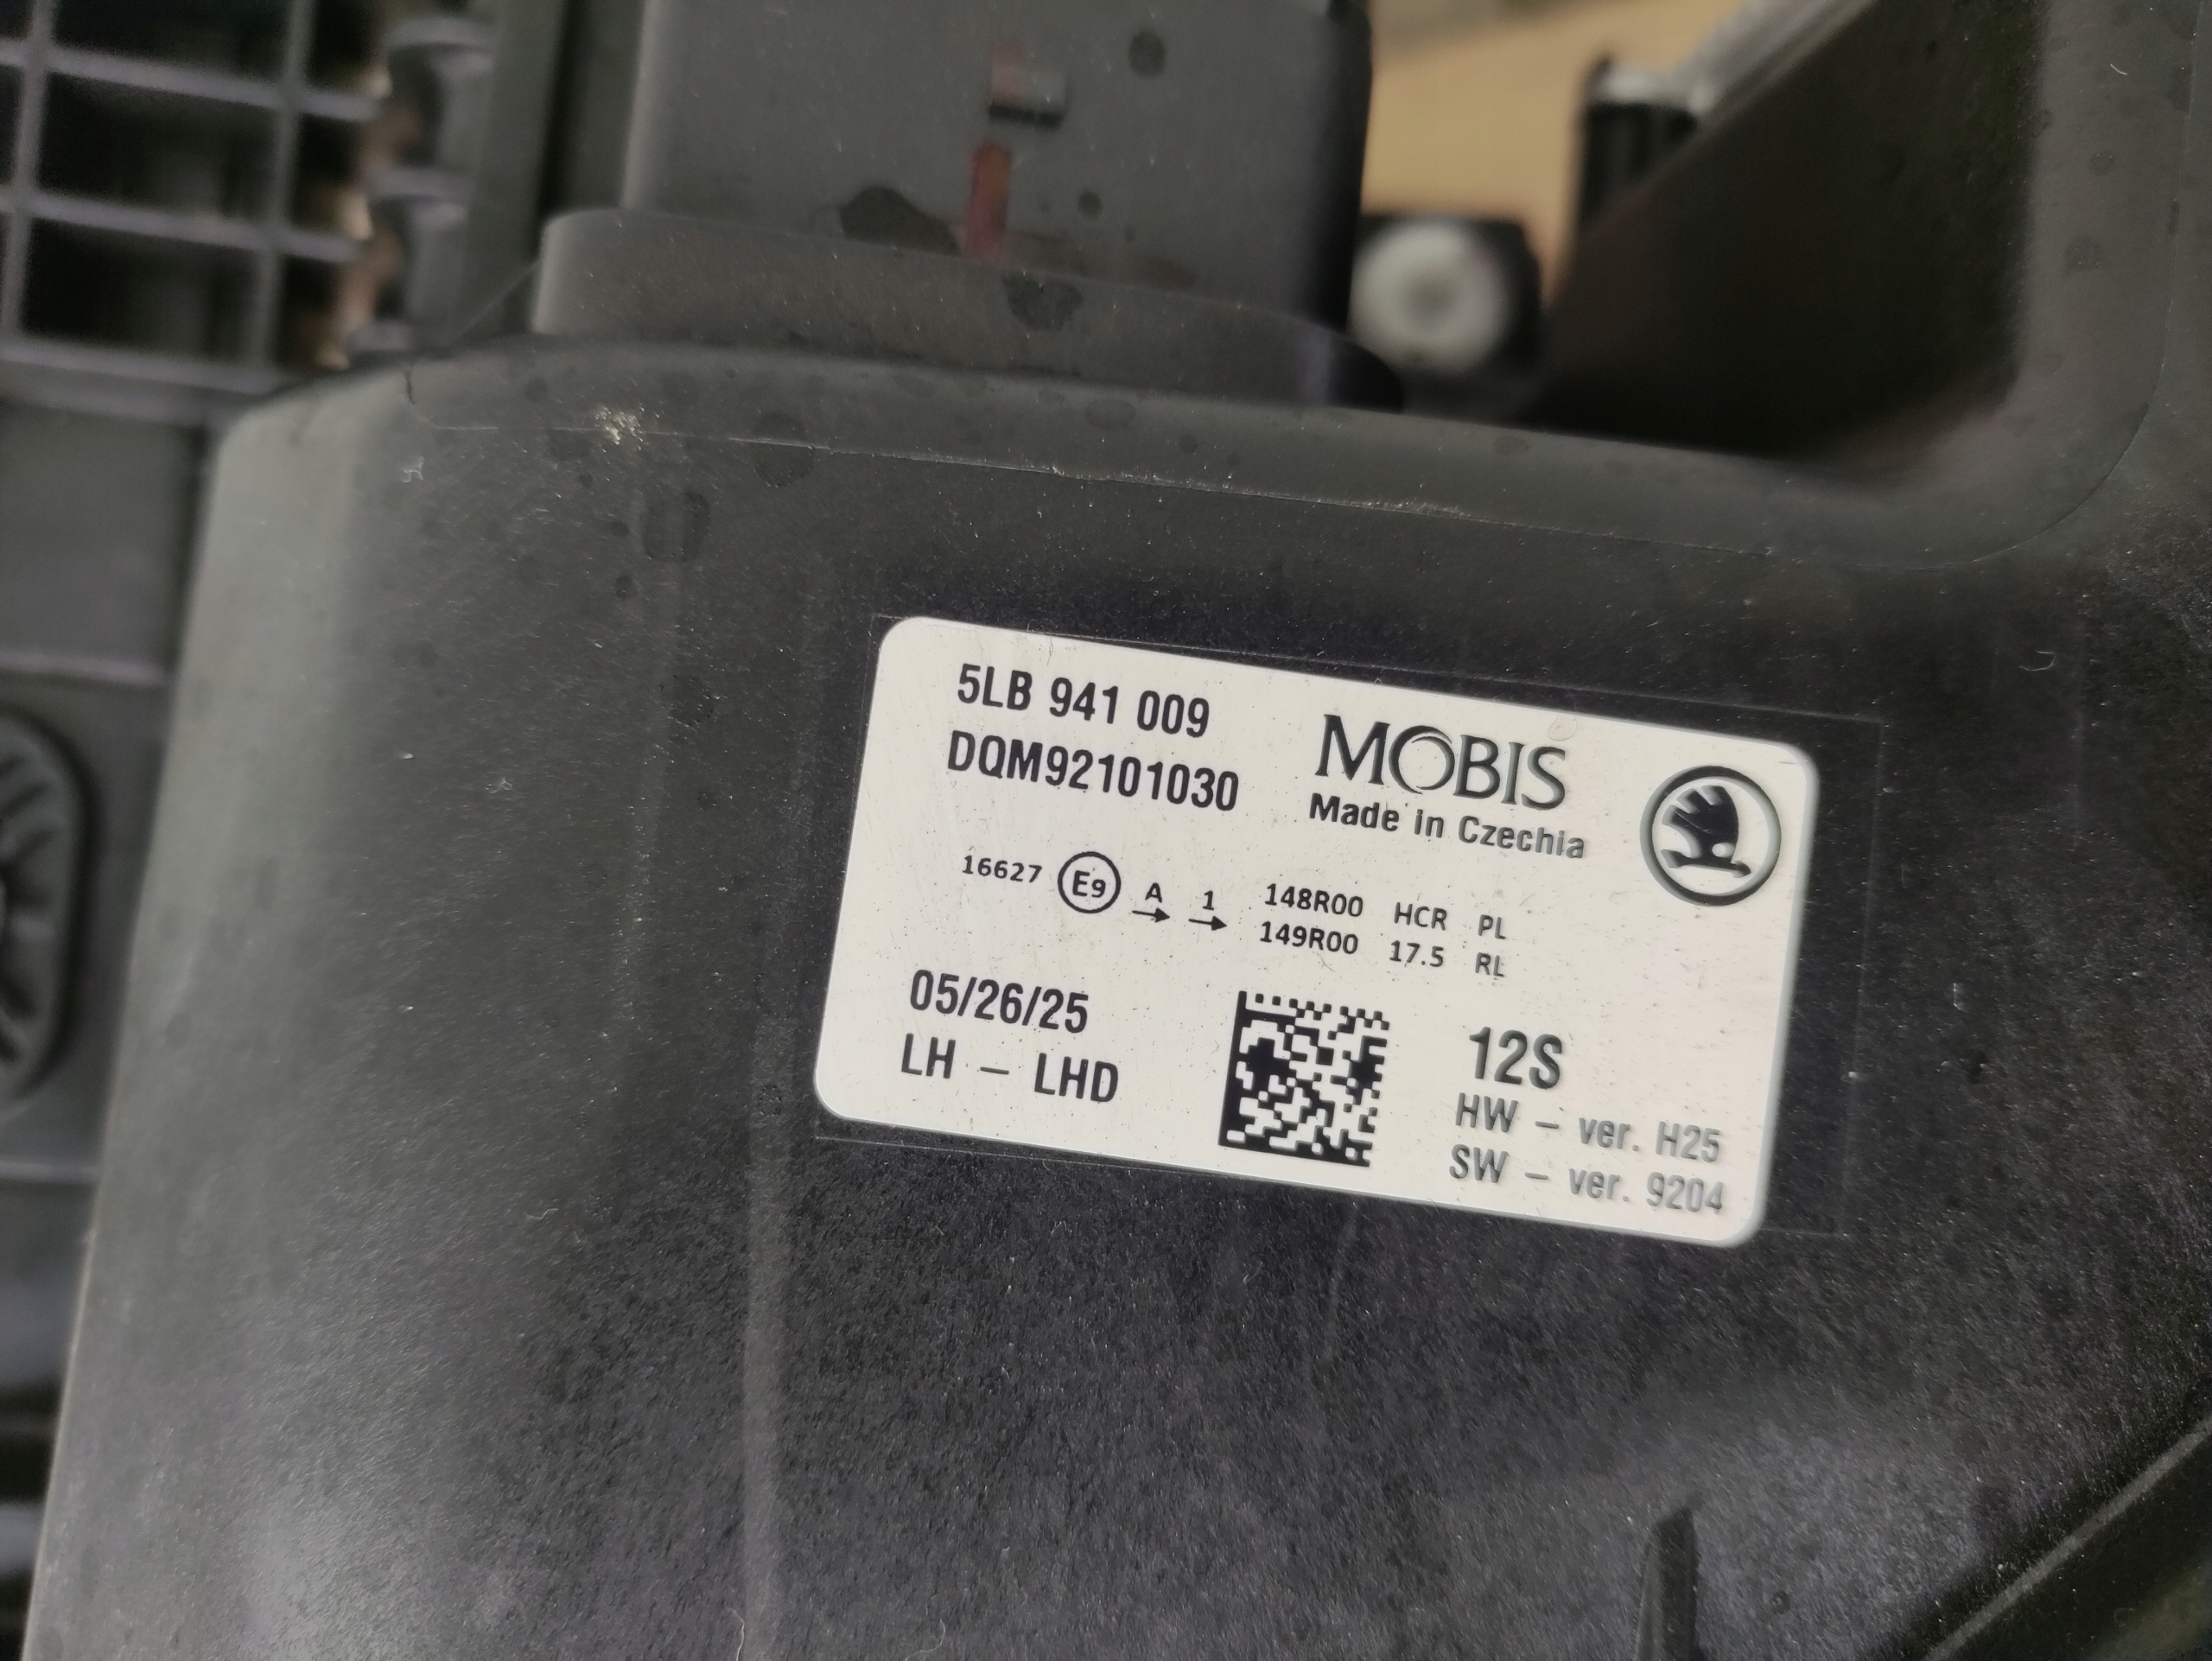 5LB 941 009
DQM92101030
MOBIS
Made in Czechia
16627 E9 A 1 148R00 HCR PL
149R00 17.5 RL
05/26/25
LH – LHD
12S
HW – ver. H25
SW – ver. 9204